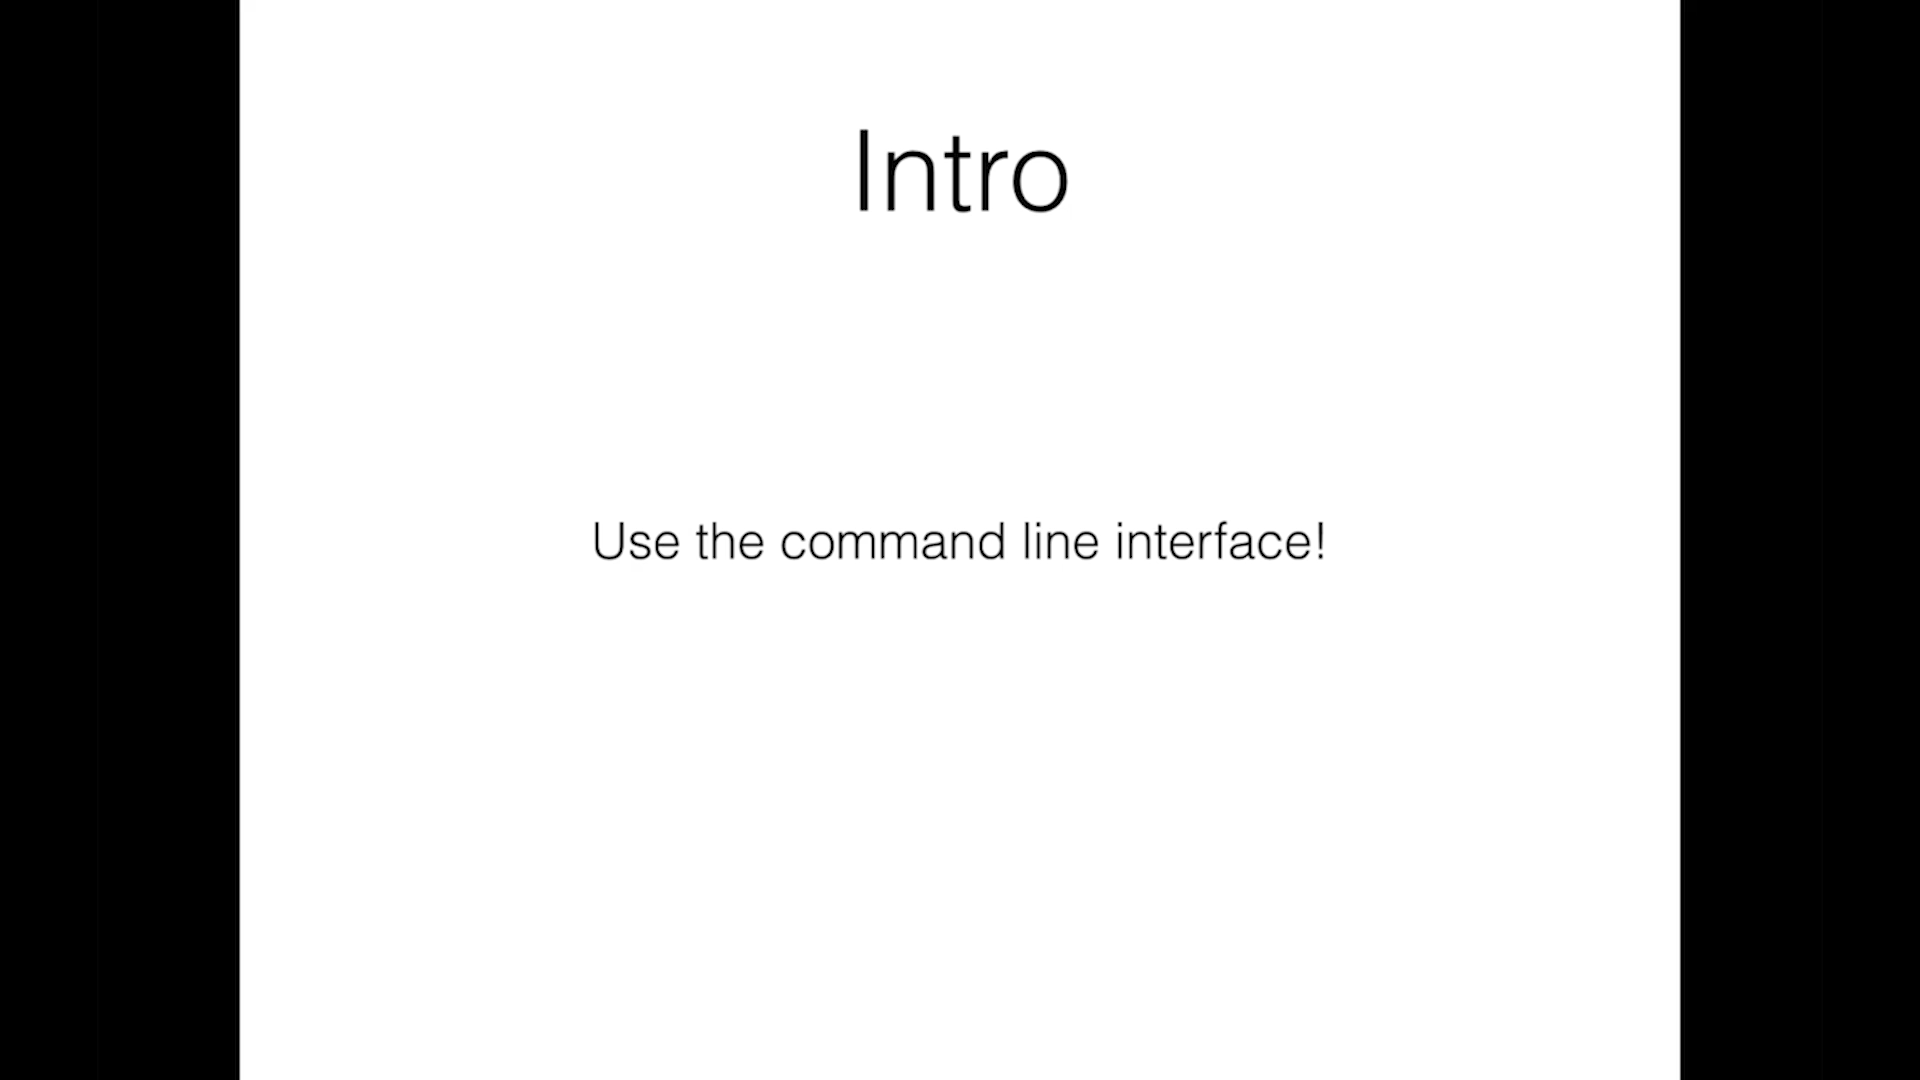 Intro
Use the command line interface!